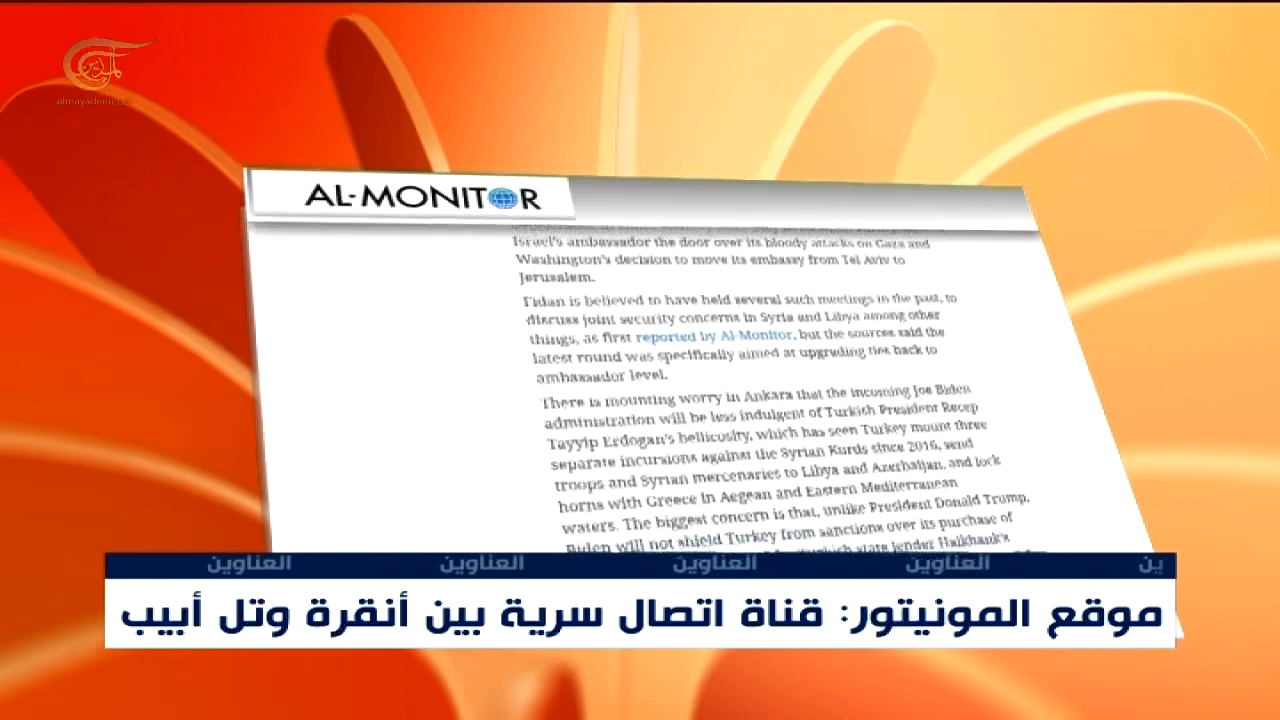 الميادين
almayadeen.net
AL-MONITOR
Israel's ambassador the door over its bloody attacks on Gaza and
Washington's decision to move its embassy from Tel Aviv to
Jerusalem.
Fidan is believed to have held several such meetings in the past, to
discuss joint security concerns in Syria and Libya among other
things, as first reported by Al-Monitor, but the sources said the
latest round was specifically aimed at upgrading ties back to
ambassador level.
There is mounting worry in Ankara that the incoming Joe Biden
administration will be less indulgent of Turkish President Recep
Tayyip Erdogan's bellicosity, which has seen Turkey mount three
separate incursions against the Syrian Kurds since 2016, send
troops and Syrian mercenaries to Libya and Azerbaijan, and lock
horns with Greece in Aegean and Eastern Mediterranean
waters. The biggest concern is that, unlike President Donald Trump,
Biden will not shield Turkey from sanctions over its purchase of
Turkish state lender Halkbank's
العناوين العناوين العناوين العناوين ين
موقع المونيتور: قناة اتصال سرية بين أنقرة وتل أبيب